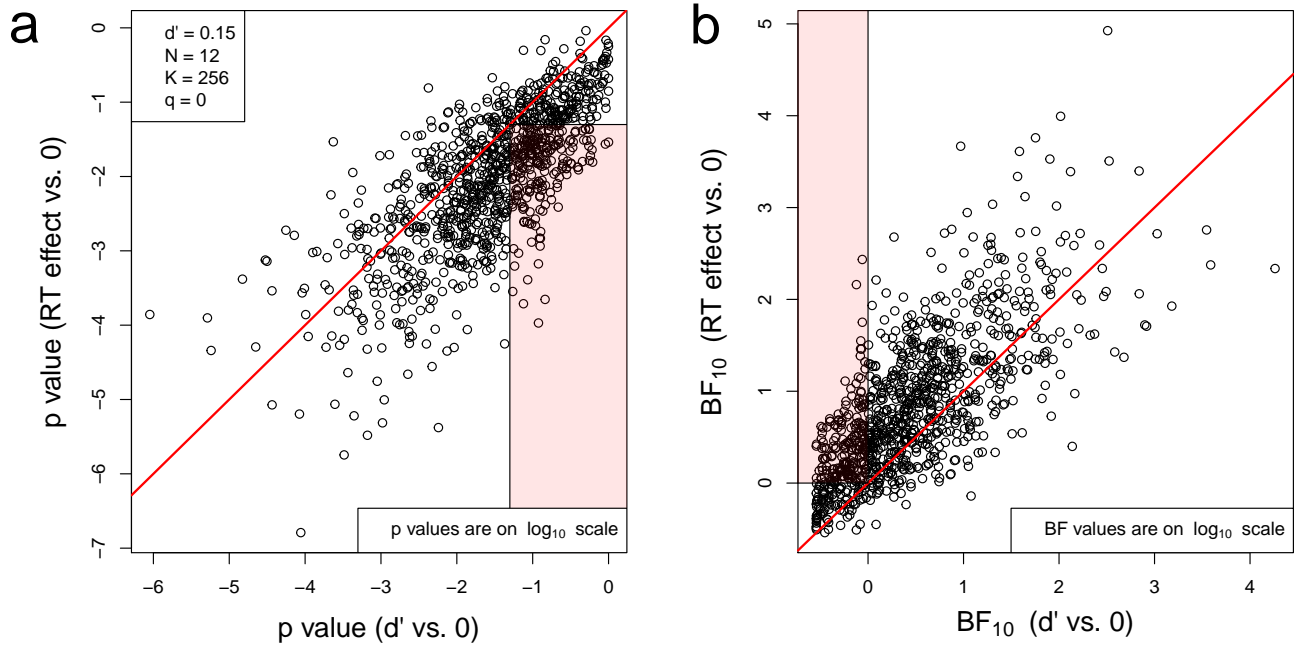 a
d' = 0.15
N = 12
K = 256
q = 0
p value (RT effect vs. 0)
0
−1
−2
−3
−4
−5
−6
−7
p values are on log₁₀ scale
−6 −5 −4 −3 −2 −1 0
p value (d' vs. 0)
b
BF₁₀ (RT effect vs. 0)
5
4
3
2
1
0
BF values are on log₁₀ scale
0 1 2 3 4
BF₁₀ (d' vs. 0)